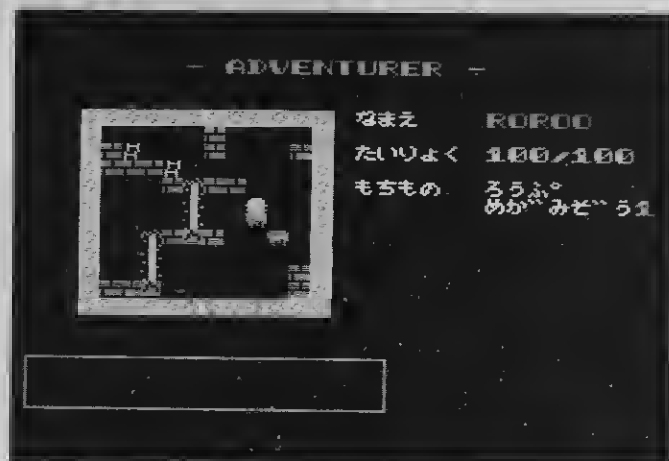 - ADVENTURER -
なまえ ROROO
たいりょく 100/100
もちもの ろうぷ
めがみぞう1